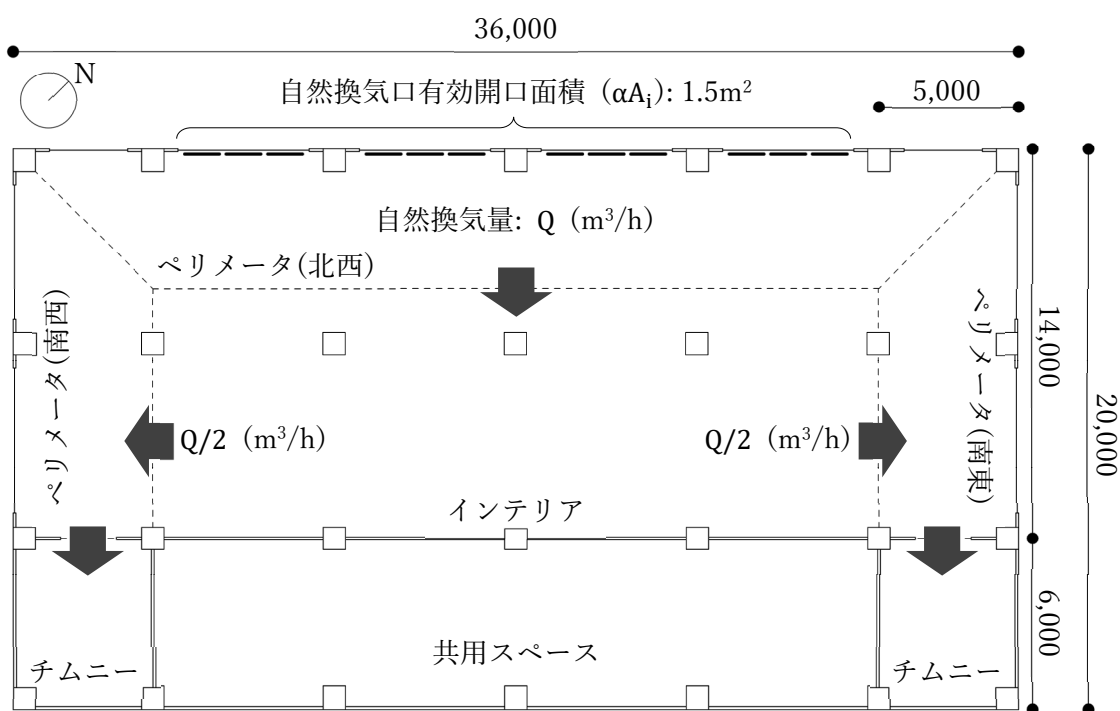 36,000
N
自然換気口有効開口面積 (αAᵢ): 1.5m²
5,000
自然換気量: Q (m³/h)
ペリメータ(北西)
ペリメータ(南西)
ペリメータ(南東)
14,000
20,000
Q/2 (m³/h)
Q/2 (m³/h)
インテリア
6,000
チムニー
共用スペース
チムニー